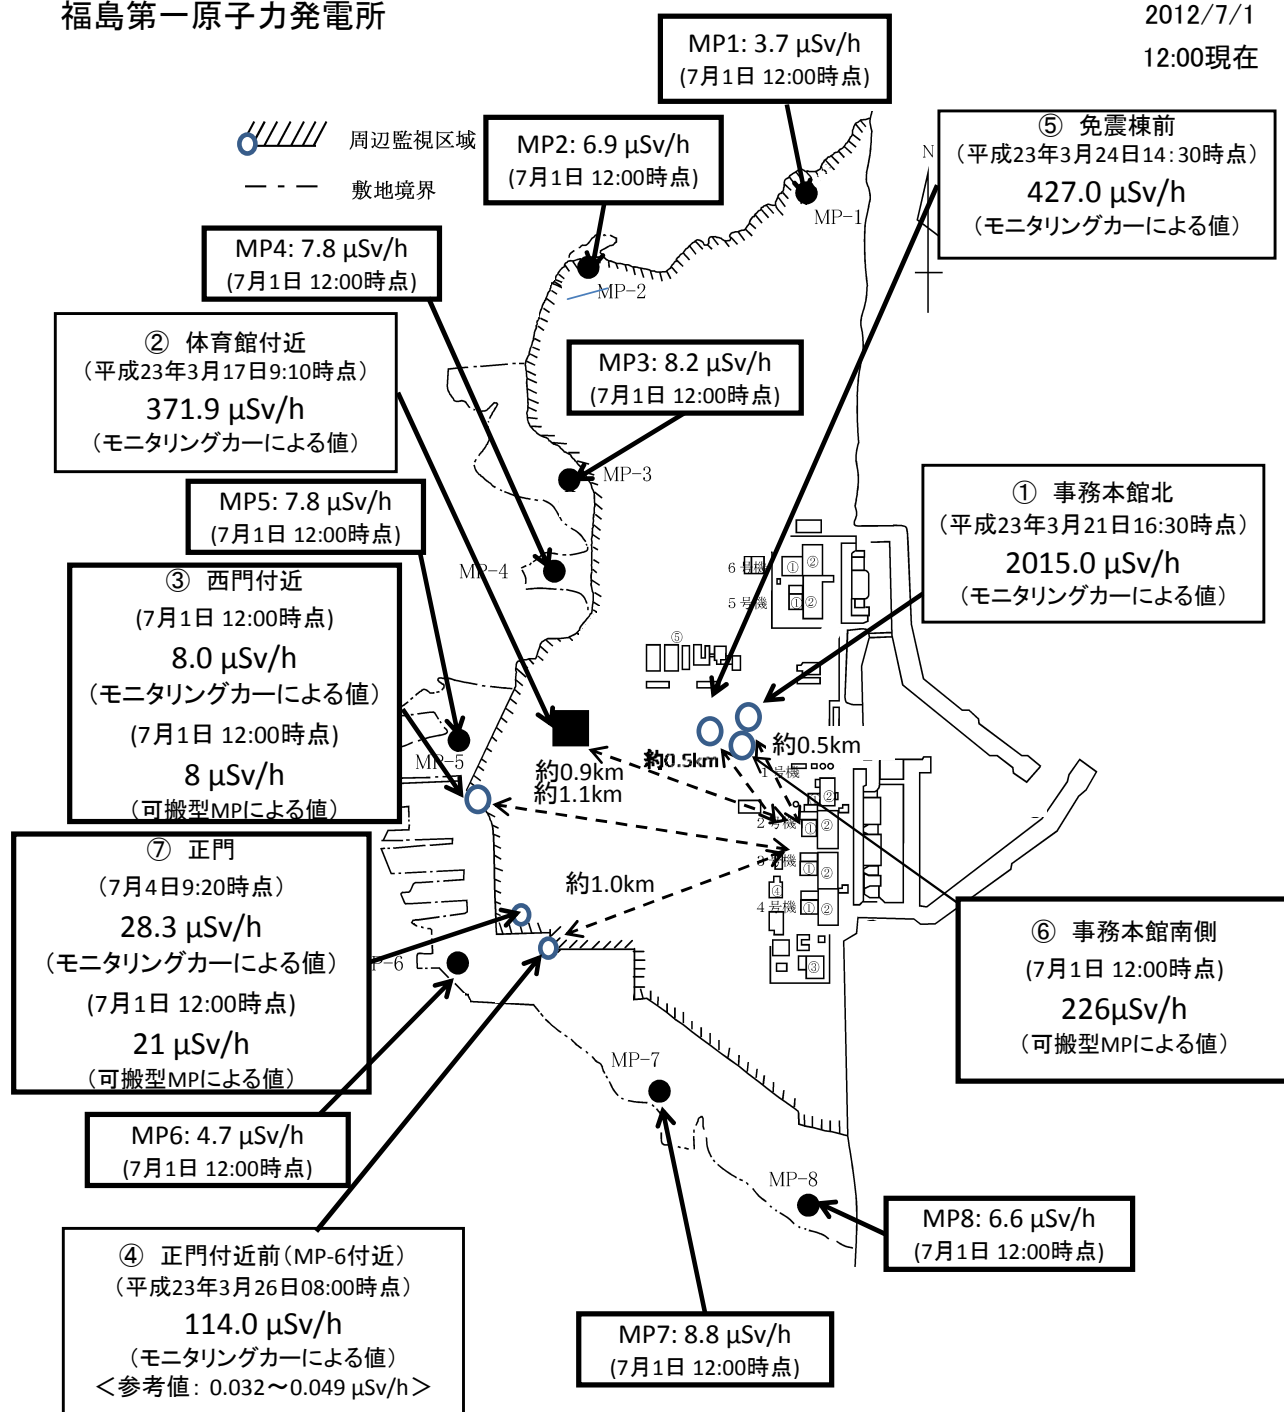 福島第一原子力発電所
2012/7/1
12:00現在
MP1: 3.7 μSv/h
(7月1日 12:00時点)
周辺監視区域
敷地境界
MP2: 6.9 μSv/h
(7月1日 12:00時点)
⑤ 免震棟前
（平成23年3月24日14:30時点）
427.0 μSv/h
（モニタリングカーによる値）
N
MP-1
MP4: 7.8 μSv/h
(7月1日 12:00時点)
MP-2
② 体育館付近
（平成23年3月17日9:10時点）
371.9 μSv/h
（モニタリングカーによる値）
MP3: 8.2 μSv/h
(7月1日 12:00時点)
MP-3
MP5: 7.8 μSv/h
(7月1日 12:00時点)
① 事務本館北
（平成23年3月21日16:30時点）
2015.0 μSv/h
（モニタリングカーによる値）
MP-4
6号機
① ②
5号機
① ②
③ 西門付近
(7月1日 12:00時点)
8.0 μSv/h
（モニタリングカーによる値）
(7月1日 12:00時点)
8 μSv/h
（可搬型MPによる値）
⑤
MP-5
約0.5km
約0.5km
約0.9km
約1.1km
1号機
②
2号機
① ②
3号機
① ②
④
4号機
① ②
③
約1.0km
⑦ 正門
（7月4日9:20時点）
28.3 μSv/h
（モニタリングカーによる値）
(7月1日 12:00時点)
21 μSv/h
（可搬型MPによる値）
P-6
⑥ 事務本館南側
(7月1日 12:00時点)
226μSv/h
（可搬型MPによる値）
MP-7
MP6: 4.7 μSv/h
(7月1日 12:00時点)
MP-8
MP8: 6.6 μSv/h
(7月1日 12:00時点)
④ 正門付近前（MP-6付近）
（平成23年3月26日08:00時点）
114.0 μSv/h
（モニタリングカーによる値）
＜参考値: 0.032～0.049 μSv/h＞
MP7: 8.8 μSv/h
(7月1日 12:00時点)